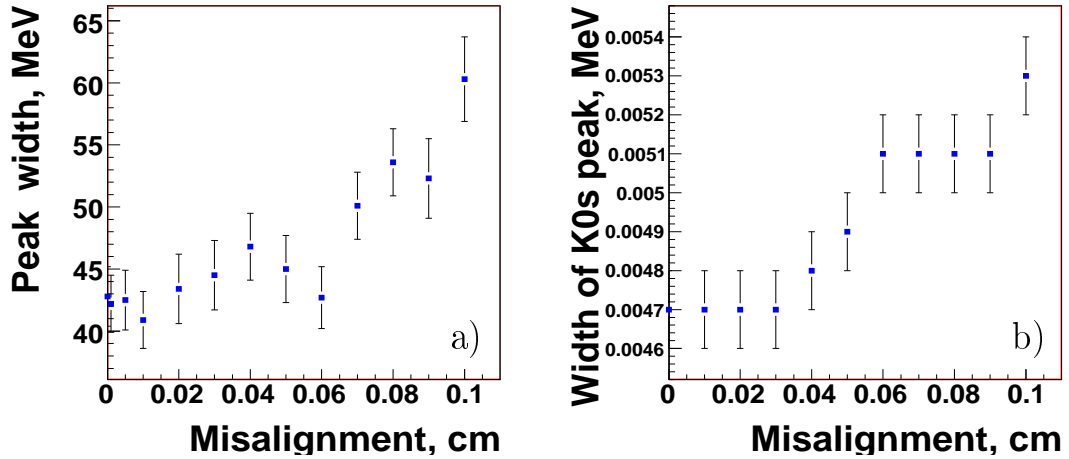 Peak width, MeV
65
60
55
50
45
40
0 0.02 0.04 0.06 0.08 0.1
Misalignment, cm
a)
Width of K0s peak, MeV
0.0054
0.0053
0.0052
0.0051
0.005
0.0049
0.0048
0.0047
0.0046
0 0.02 0.04 0.06 0.08 0.1
Misalignment, cm
b)